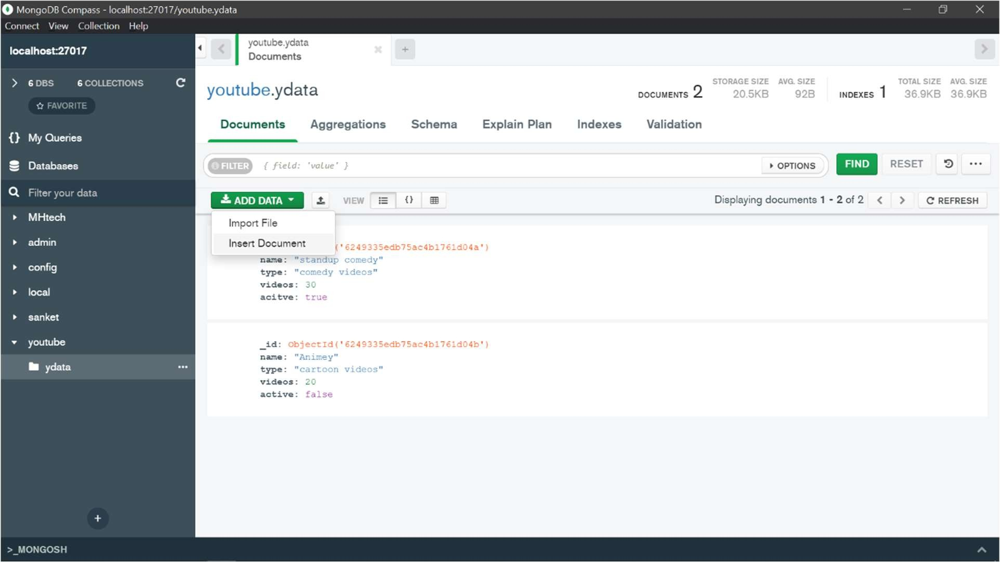 MongoDB Compass - localhost:27017/youtube.ydata
Connect View Collection Help
localhost:27017
6 DBS 6 COLLECTIONS
FAVORITE
{} My Queries
Databases
Filter your data
MHtech
admin
config
local
sanket
youtube
ydata
youtube.ydata
Documents
youtube.ydata
DOCUMENTS 2 STORAGE SIZE 20.5KB AVG. SIZE 92B INDEXES 1 TOTAL SIZE 36.9KB AVG. SIZE 36.9KB
Documents Aggregations Schema Explain Plan Indexes Validation
FILTER { field: 'value' } OPTIONS FIND RESET
ADD DATA VIEW {} Displaying documents 1 - 2 of 2 REFRESH
Import File
Insert Document
('6249335edb75ac4b1761d04a')
name: "standup comedy"
type: "comedy videos"
videos: 30
acitve: true
_id: ObjectId('6249335edb75ac4b1761d04b')
name: "Animey"
type: "cartoon videos"
videos: 20
active: false
>_MONGOSH